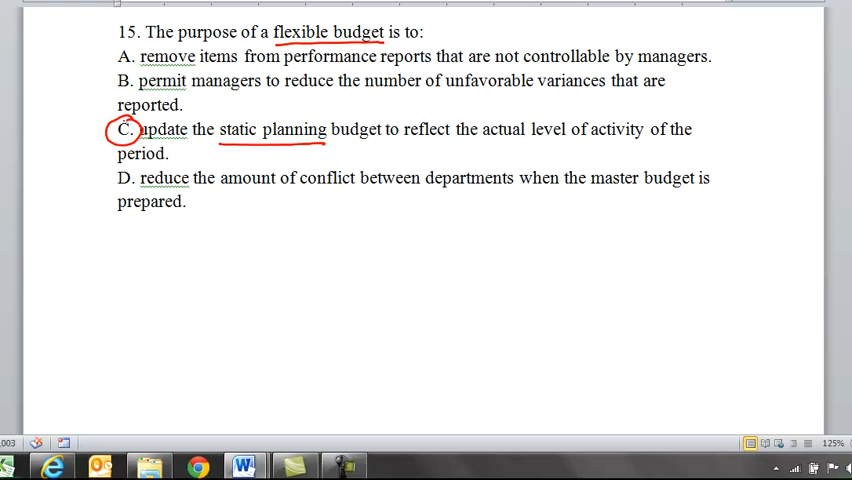 15. The purpose of a flexible budget is to:
A. remove items from performance reports that are not controllable by managers.
B. permit managers to reduce the number of unfavorable variances that are
reported.
C. update the static planning budget to reflect the actual level of activity of the
period.
D. reduce the amount of conflict between departments when the master budget is
prepared.
,003
125%